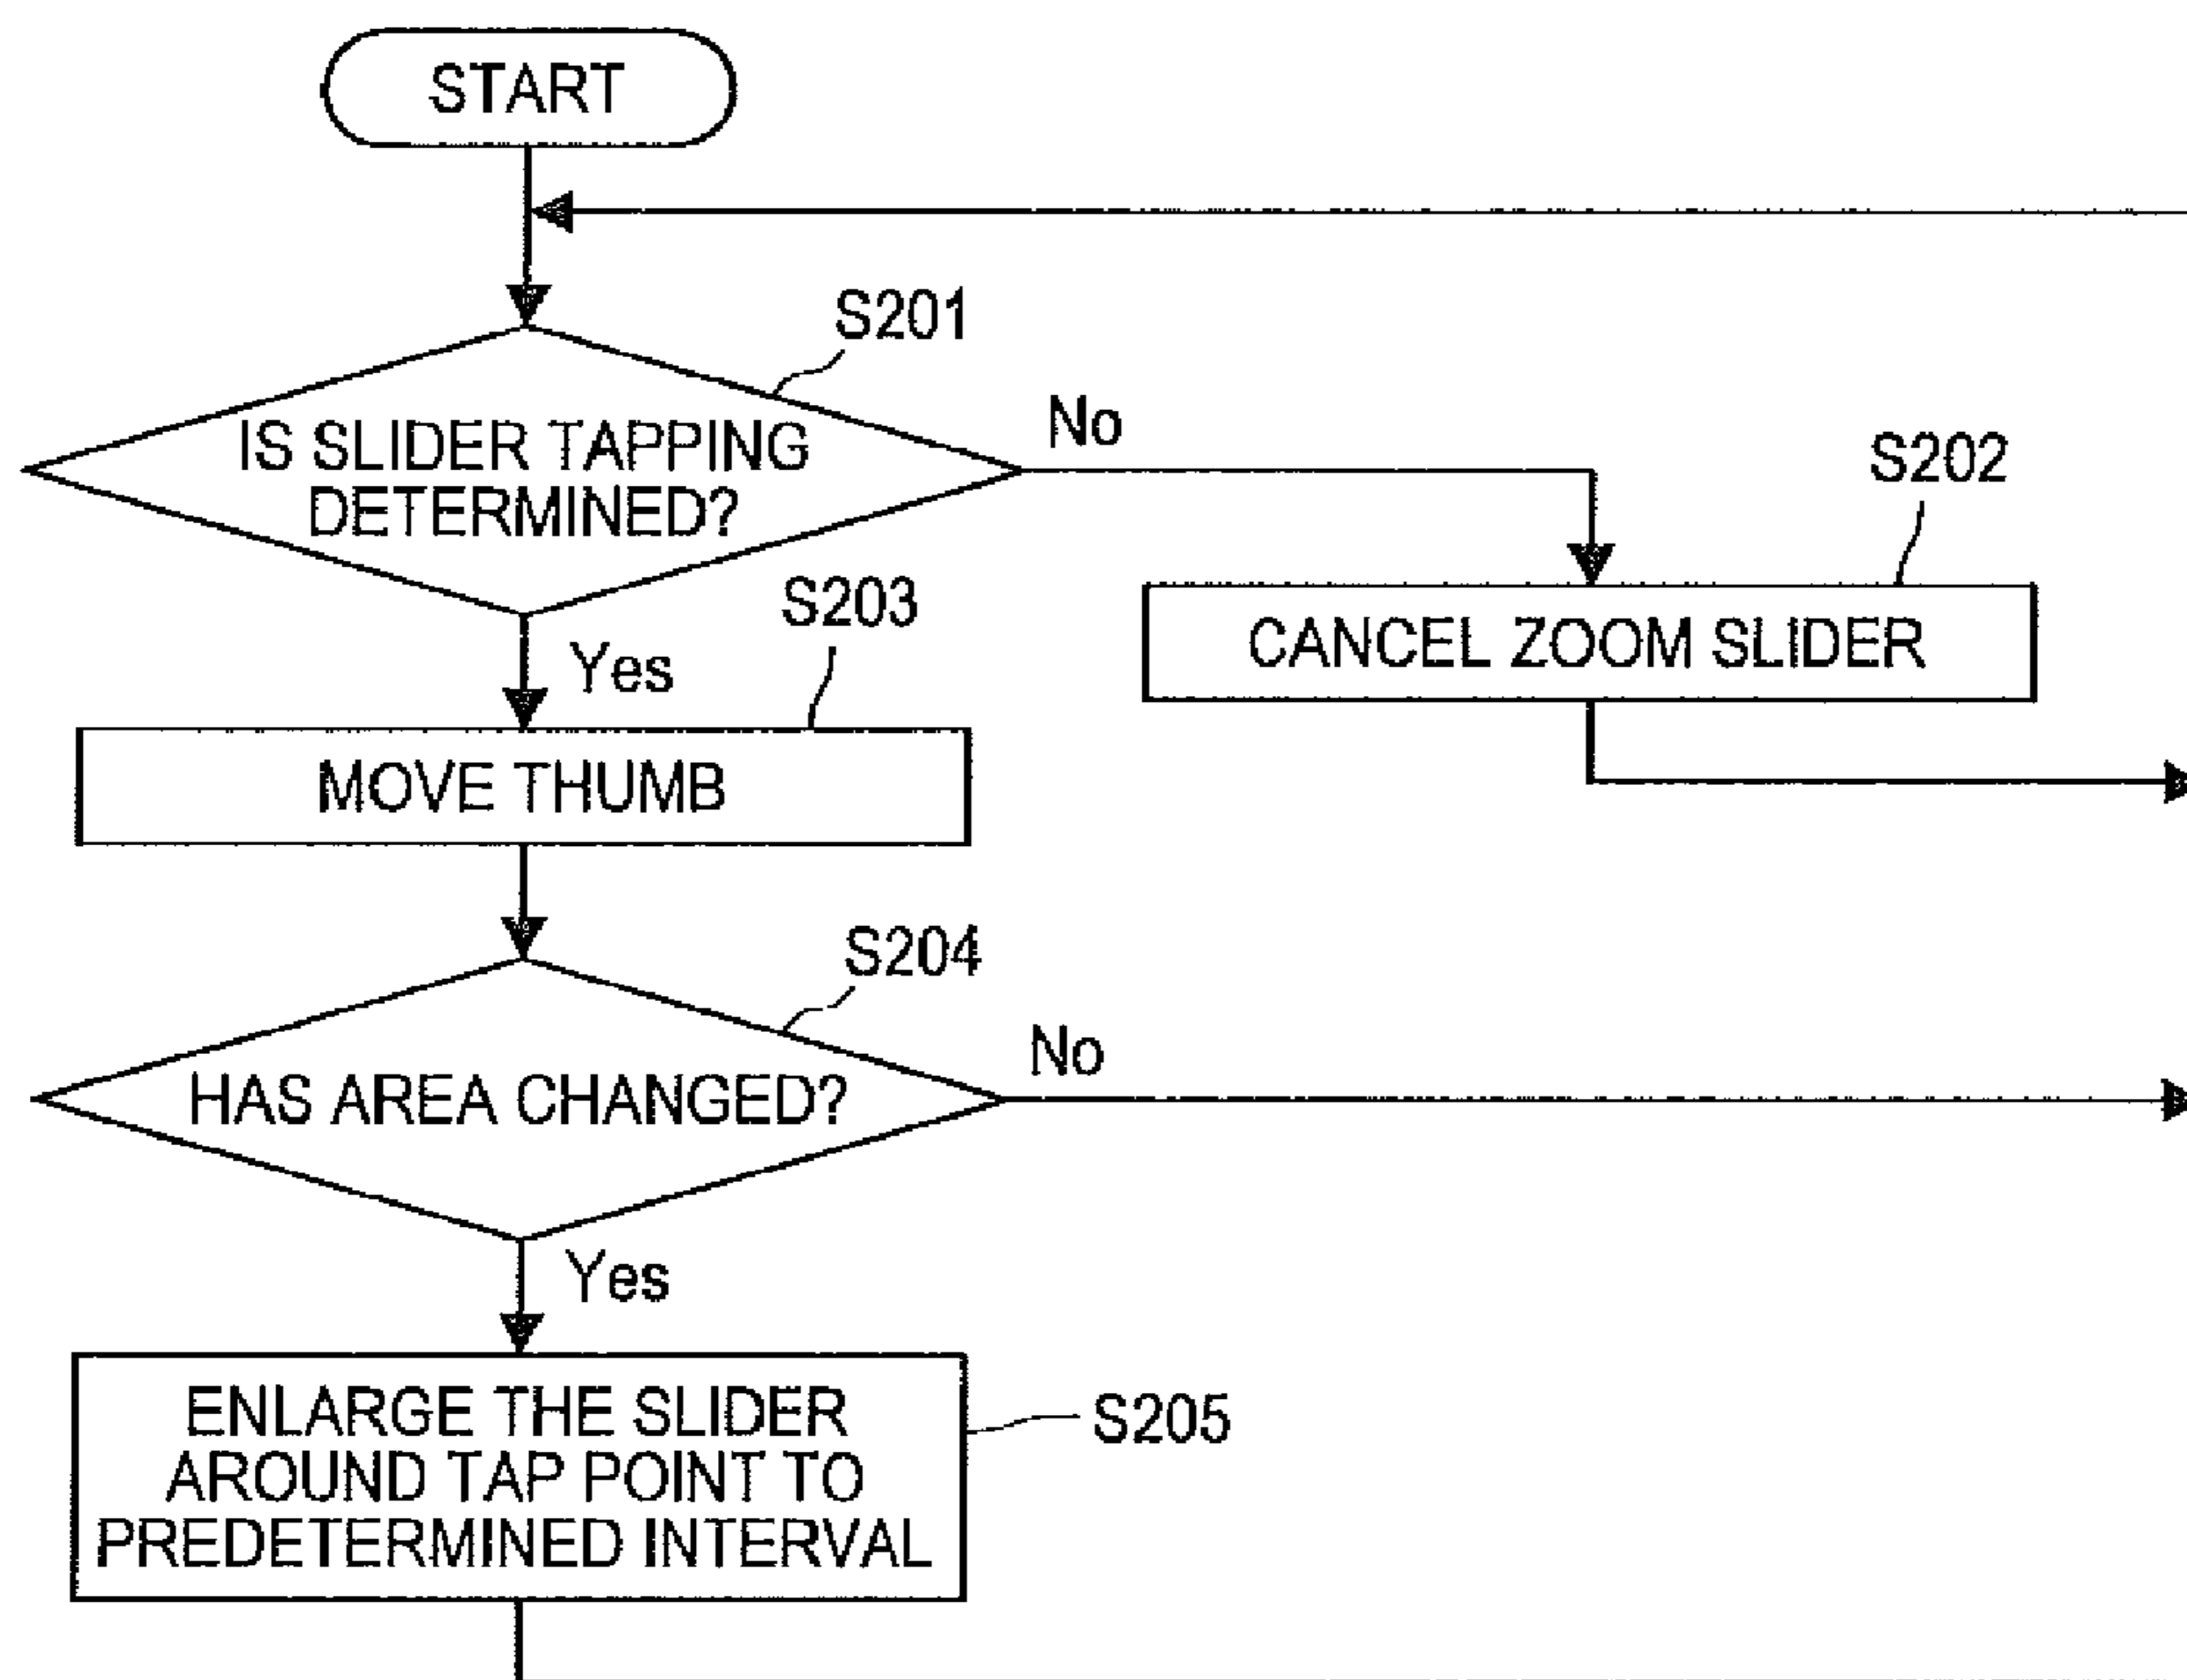 START
S201
IS SLIDER TAPPING
DETERMINED?
No
S202
CANCEL ZOOM SLIDER
Yes
S203
MOVE THUMB
S204
HAS AREA CHANGED?
No
Yes
ENLARGE THE SLIDER
AROUND TAP POINT TO
PREDETERMINED INTERVAL
S205